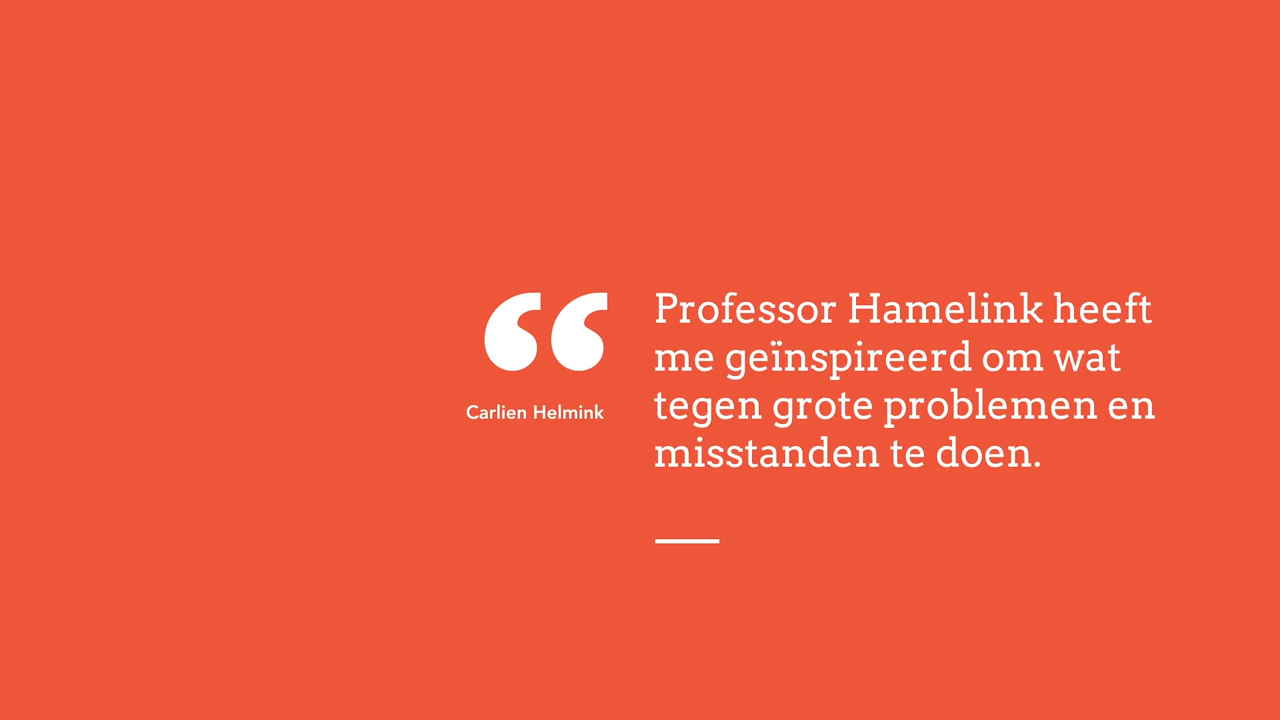 Carlien Helmink
Professor Hamelink heeft
me geïnspireerd om wat
tegen grote problemen en
misstanden te doen.